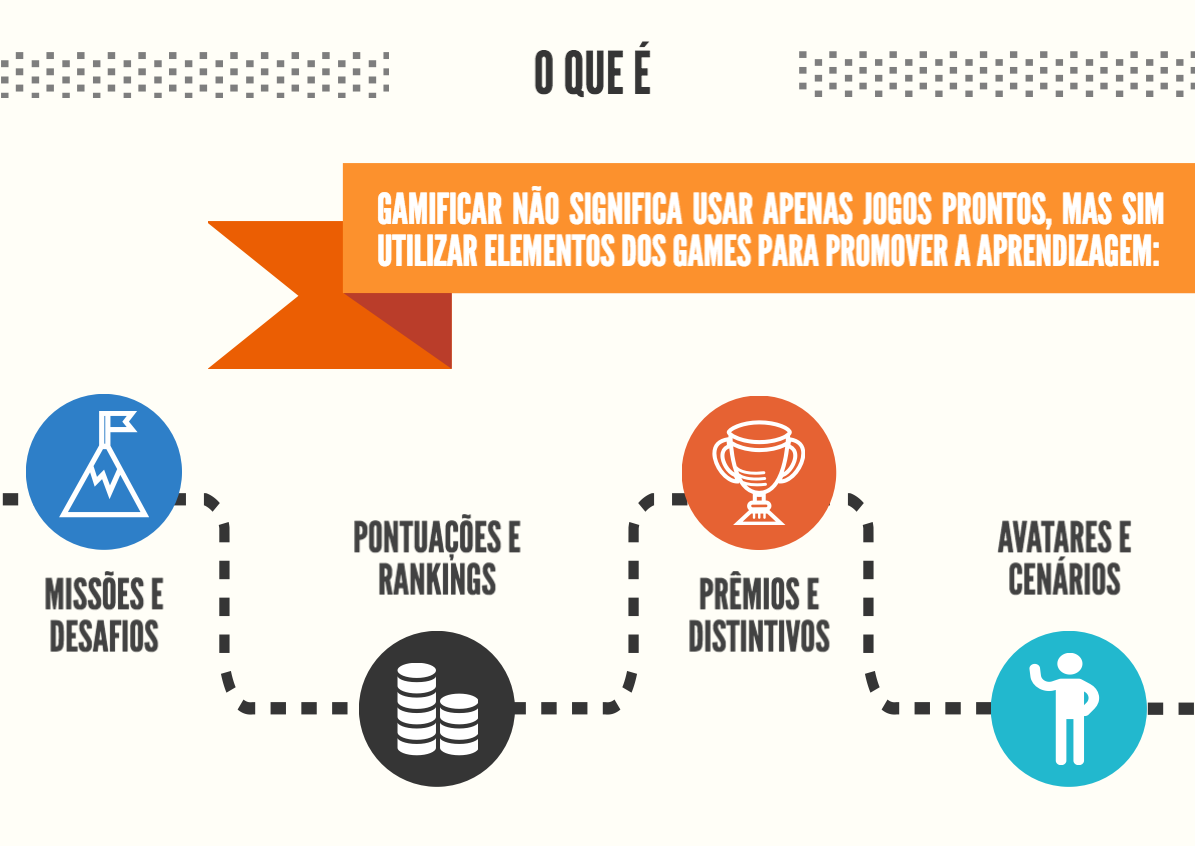 O QUE É
GAMIFICAR NÃO SIGNIFICA USAR APENAS JOGOS PRONTOS, MAS SIM
UTILIZAR ELEMENTOS DOS GAMES PARA PROMOVER A APRENDIZAGEM:
MISSÕES E
DESAFIOS
PONTUAÇÕES E
RANKINGS
PRÊMIOS E
DISTINTIVOS
AVATARES E
CENÁRIOS